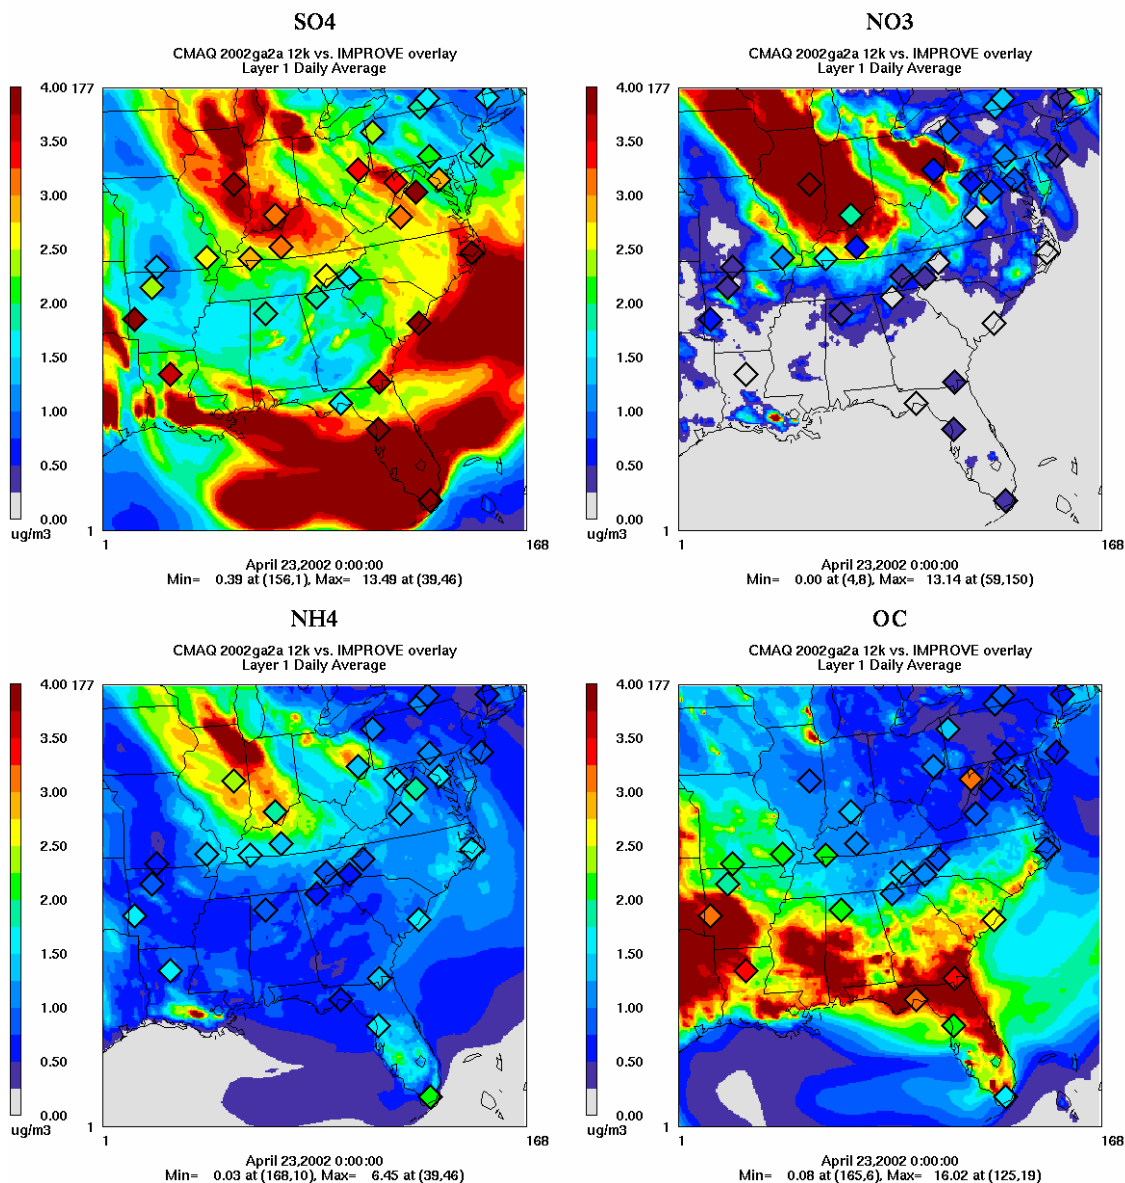 SO4
CMAQ 2002ga2a 12k vs. IMPROVE overlay
Layer 1 Daily Average
4.00 177
3.50
3.00
2.50
2.00
1.50
1.00
0.50
0.00
ug/m3
1
1
168
April 23,2002 0:00:00
Min= 0.39 at (156,1), Max= 13.49 at (39,46)
NO3
CMAQ 2002ga2a 12k vs. IMPROVE overlay
Layer 1 Daily Average
4.00 177
3.50
3.00
2.50
2.00
1.50
1.00
0.50
0.00
ug/m3
1
1
168
April 23,2002 0:00:00
Min= 0.00 at (4,8), Max= 13.14 at (59,150)
NH4
CMAQ 2002ga2a 12k vs. IMPROVE overlay
Layer 1 Daily Average
4.00 177
3.50
3.00
2.50
2.00
1.50
1.00
0.50
0.00
ug/m3
1
1
168
April 23,2002 0:00:00
Min= 0.03 at (168,10), Max= 6.45 at (39,46)
OC
CMAQ 2002ga2a 12k vs. IMPROVE overlay
Layer 1 Daily Average
4.00 177
3.50
3.00
2.50
2.00
1.50
1.00
0.50
0.00
ug/m3
1
1
168
April 23,2002 0:00:00
Min= 0.08 at (165,6), Max= 16.02 at (125,19)